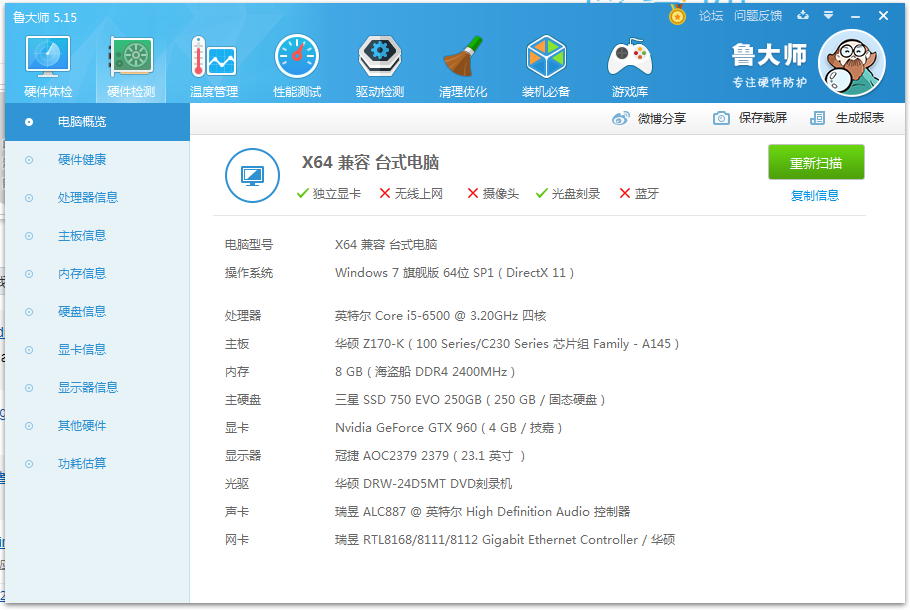 鲁大师 5.15
论坛 问题反馈
硬件体检 硬件检测 温度管理 性能测试 驱动检测 清理优化 装机必备 游戏库
鲁大师
专注硬件防护
微博分享 保存截屏 生成报表
电脑概览
硬件健康
处理器信息
主板信息
内存信息
硬盘信息
显卡信息
显示器信息
其他硬件
功耗估算
X64 兼容 台式电脑
独立显卡 无线上网 摄像头 光盘刻录 蓝牙
重新扫描
复制信息
电脑型号 X64 兼容 台式电脑
操作系统 Windows 7 旗舰版 64位 SP1 ( DirectX 11 )
处理器 英特尔 Core i5-6500 @ 3.20GHz 四核
主板 华硕 Z170-K ( 100 Series/C230 Series 芯片组 Family - A145 )
内存 8 GB ( 海盗船 DDR4 2400MHz )
主硬盘 三星 SSD 750 EVO 250GB ( 250 GB / 固态硬盘 )
显卡 Nvidia GeForce GTX 960 ( 4 GB / 技嘉 )
显示器 冠捷 AOC2379 2379 ( 23.1 英寸 )
光驱 华硕 DRW-24D5MT DVD刻录机
声卡 瑞昱 ALC887 @ 英特尔 High Definition Audio 控制器
网卡 瑞昱 RTL8168/8111/8112 Gigabit Ethernet Controller / 华硕